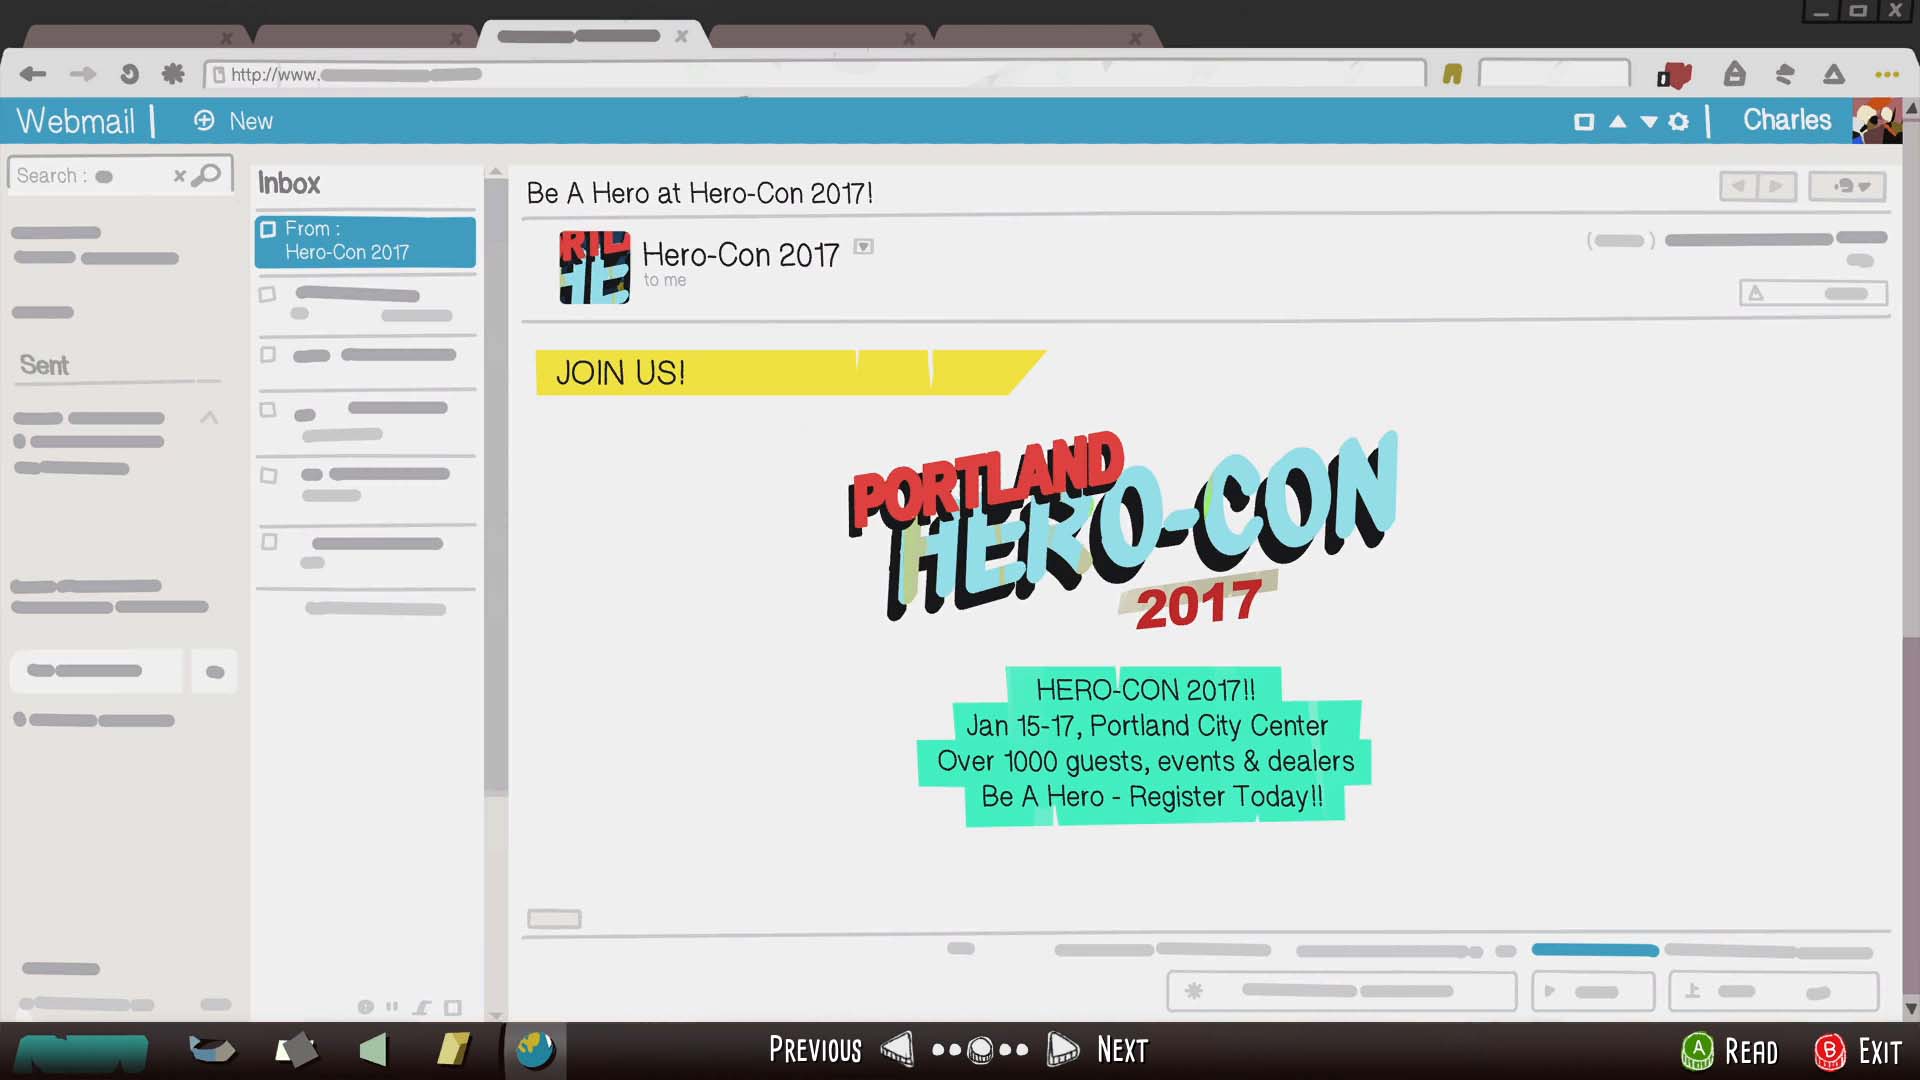 http://www.
Webmail
New
Charles
Search :
Inbox
From :
Hero-Con 2017
Sent
Be A Hero at Hero-Con 2017!
RTL
HE
Hero-Con 2017
to me
JOIN US!
PORTLAND
HERO-CON
2017
HERO-CON 2017!!
Jan 15-17, Portland City Center
Over 1000 guests, events & dealers
Be A Hero - Register Today!!
PREVIOUS
NEXT
A READ
B EXIT